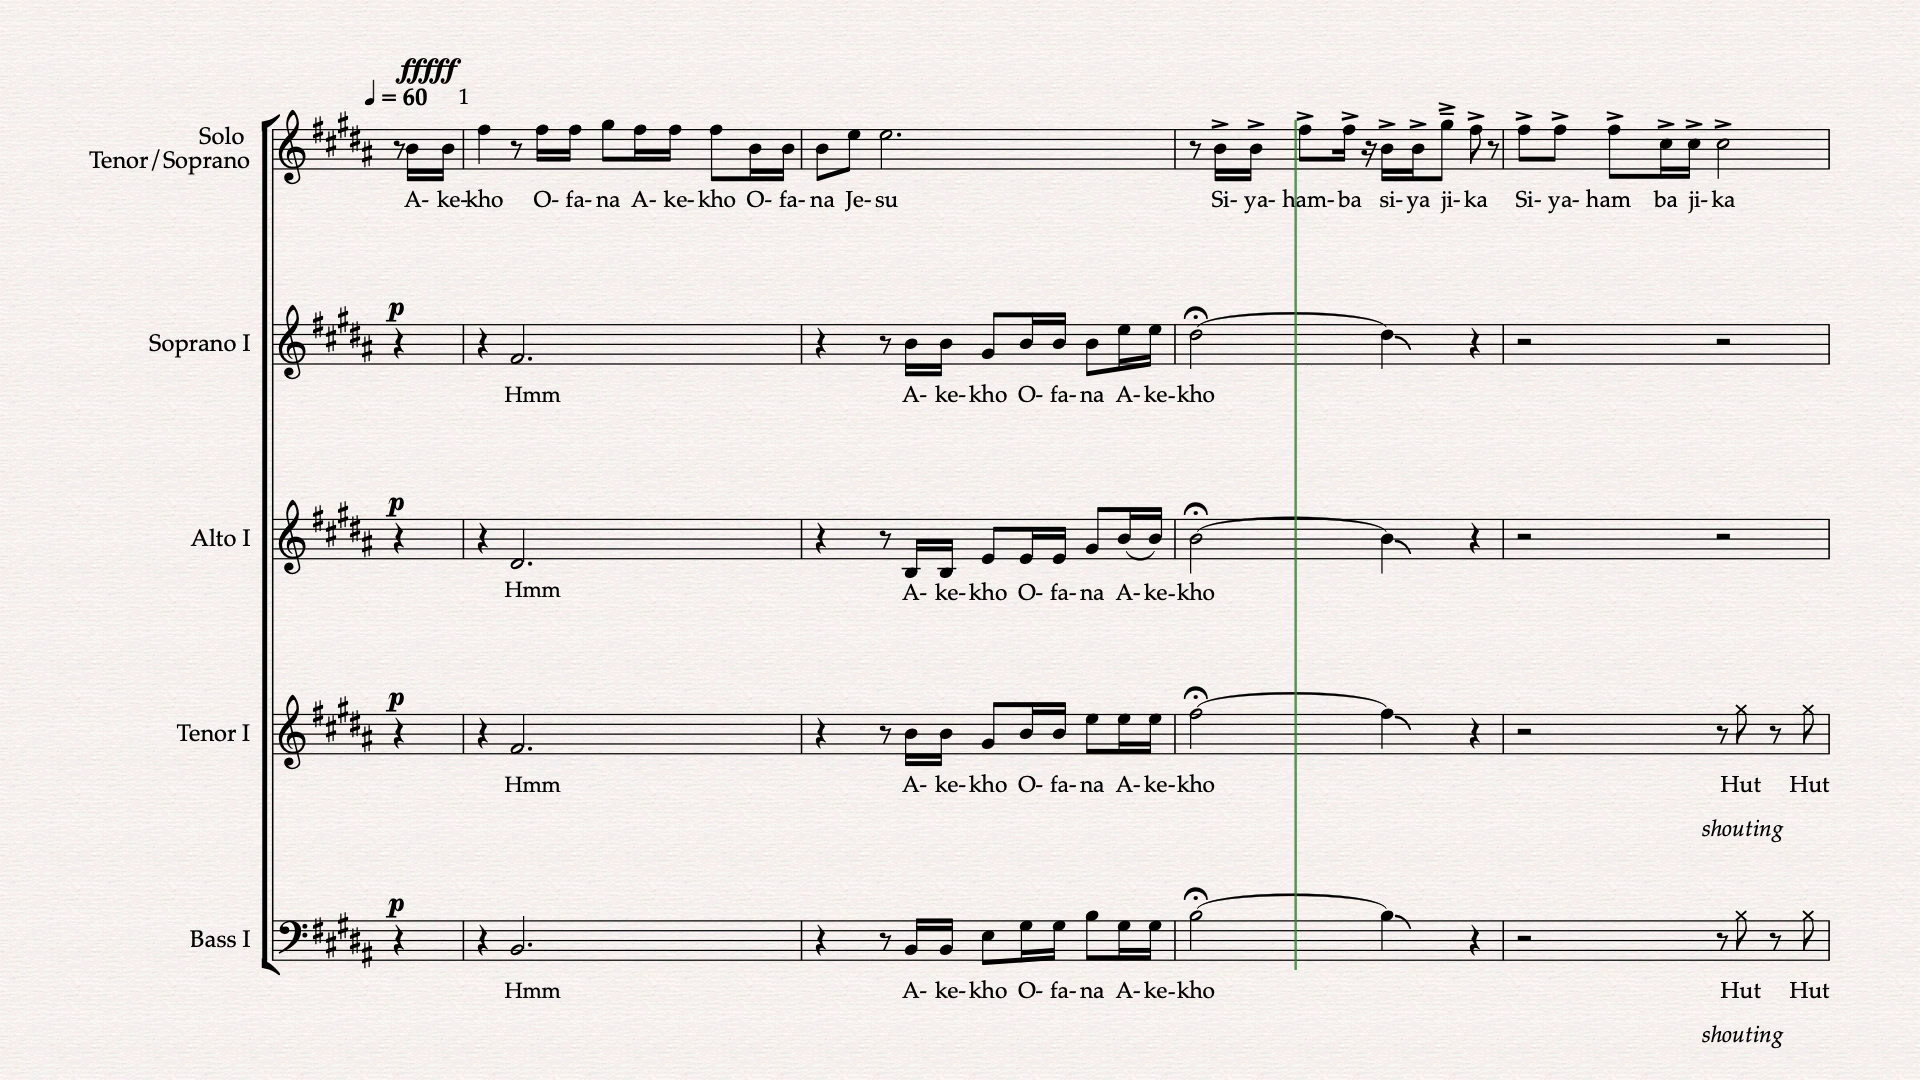 fffff
= 60 1
Solo
Tenor/Soprano
A- ke-kho O- fa-na A- ke-kho O- fa-na Je-su Si- ya- ham-ba si-ya ji-ka Si- ya- ham ba ji-ka
p
Soprano I
Hmm A- ke-kho O- fa-na A-ke-kho
p
Alto I
Hmm A- ke-kho O- fa-na A-ke-kho
p
Tenor I
Hmm A- ke-kho O- fa-na A-ke-kho Hut Hut
shouting
p
Bass I
Hmm A- ke-kho O- fa-na A-ke-kho Hut Hut
shouting